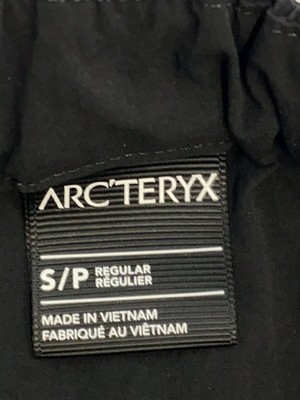 ARC'TERYX
S/P REGULAR
RÉGULIER
MADE IN VIETNAM
FABRIQUÉ AU VIÊTNAM